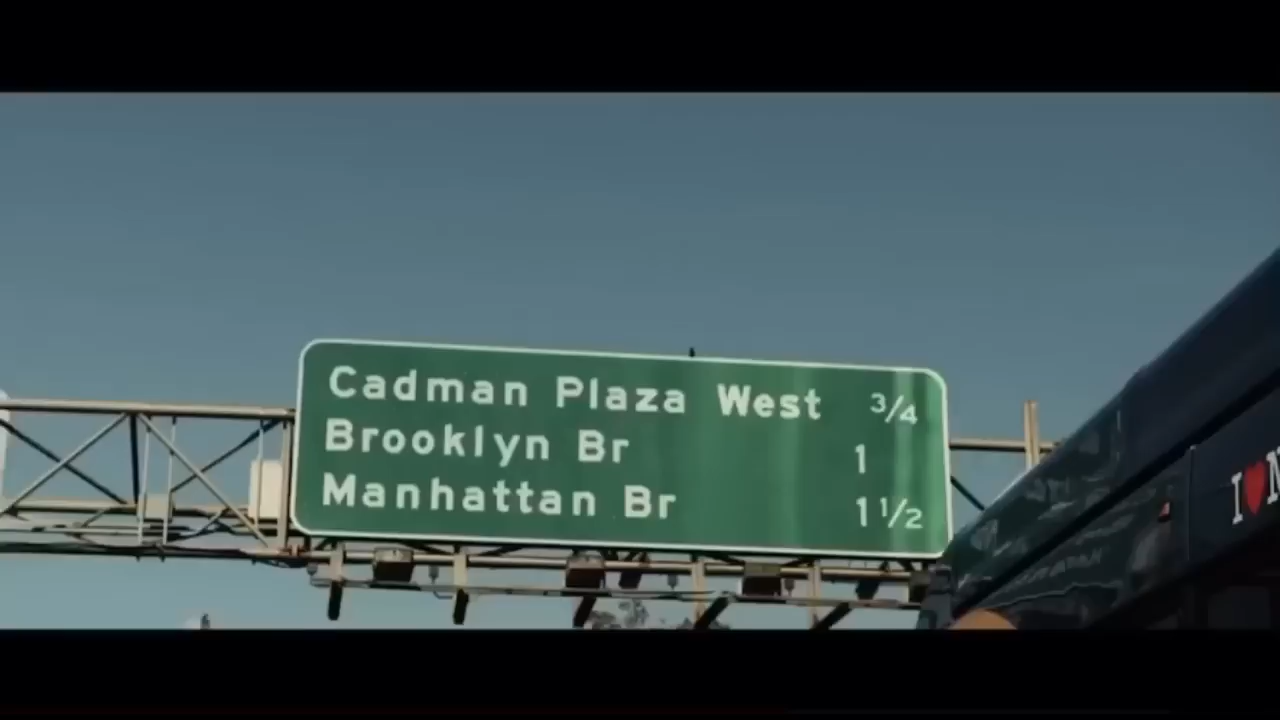 Cadman Plaza West 3/4
Brooklyn Br 1
Manhattan Br 1 1/2
I ❤ N